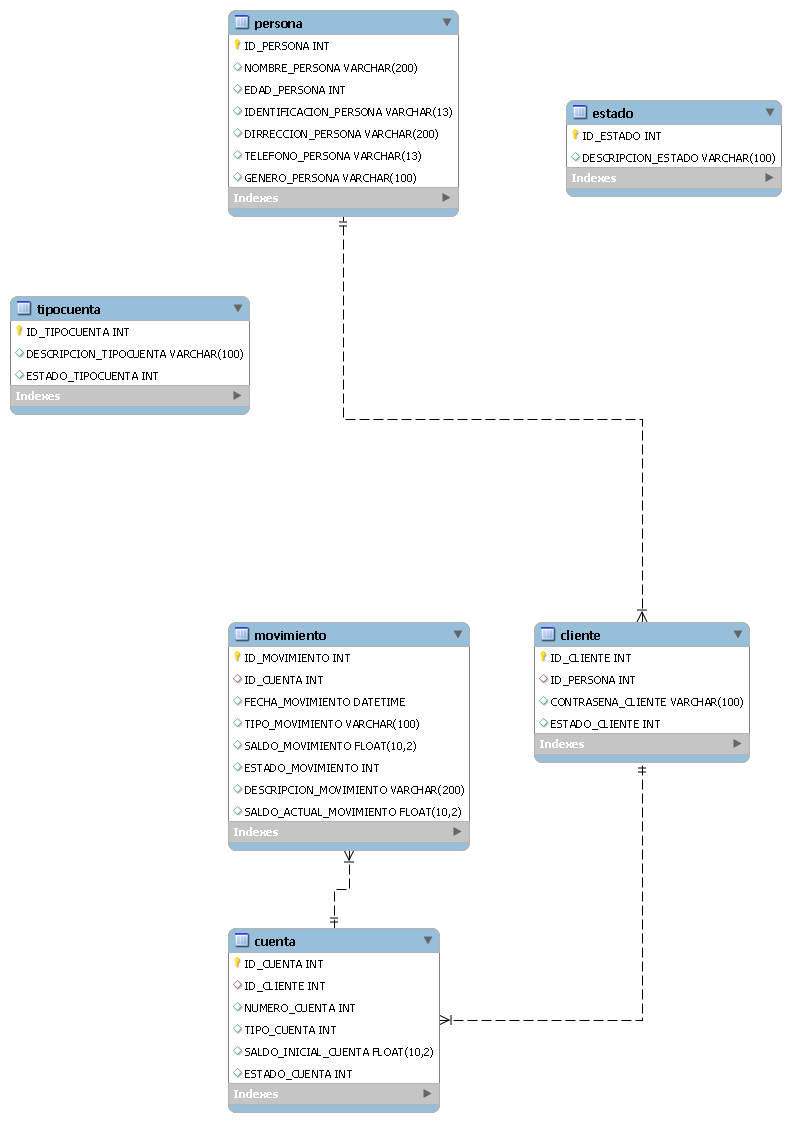 persona
ID_PERSONA INT
NOMBRE_PERSONA VARCHAR(200)
EDAD_PERSONA INT
IDENTIFICACION_PERSONA VARCHAR(13)
DIRRECCION_PERSONA VARCHAR(200)
TELEFONO_PERSONA VARCHAR(13)
GENERO_PERSONA VARCHAR(100)
Indexes
estado
ID_ESTADO INT
DESCRIPCION_ESTADO VARCHAR(100)
Indexes
tipocuenta
ID_TIPOCUENTA INT
DESCRIPCION_TIPOCUENTA VARCHAR(100)
ESTADO_TIPOCUENTA INT
Indexes
movimiento
ID_MOVIMIENTO INT
ID_CUENTA INT
FECHA_MOVIMIENTO DATETIME
TIPO_MOVIMIENTO VARCHAR(100)
SALDO_MOVIMIENTO FLOAT(10,2)
ESTADO_MOVIMIENTO INT
DESCRIPCION_MOVIMIENTO VARCHAR(200)
SALDO_ACTUAL_MOVIMIENTO FLOAT(10,2)
Indexes
cliente
ID_CLIENTE INT
ID_PERSONA INT
CONTRASENA_CLIENTE VARCHAR(100)
ESTADO_CLIENTE INT
Indexes
cuenta
ID_CUENTA INT
ID_CLIENTE INT
NUMERO_CUENTA INT
TIPO_CUENTA INT
SALDO_INICIAL_CUENTA FLOAT(10,2)
ESTADO_CUENTA INT
Indexes